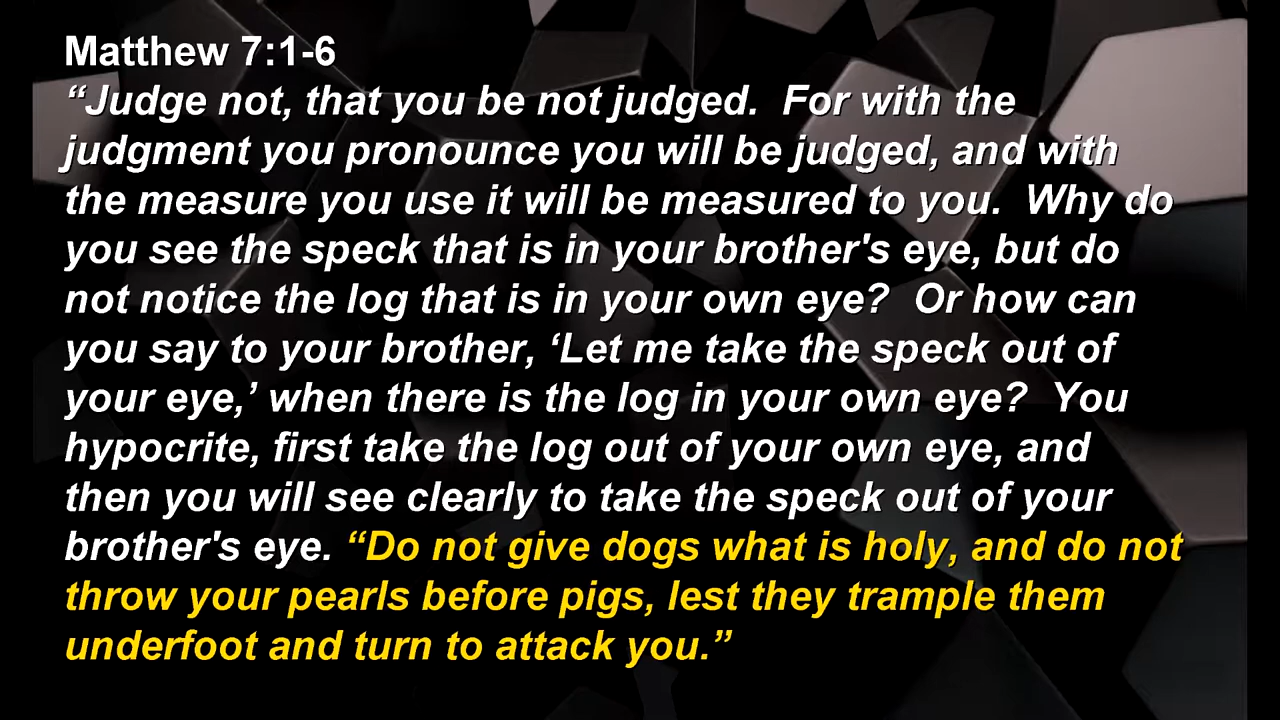 Matthew 7:1-6
“Judge not, that you be not judged.  For with the
judgment you pronounce you will be judged, and with
the measure you use it will be measured to you.  Why do
you see the speck that is in your brother's eye, but do
not notice the log that is in your own eye?  Or how can
you say to your brother, ‘Let me take the speck out of
your eye,’ when there is the log in your own eye?  You
hypocrite, first take the log out of your own eye, and
then you will see clearly to take the speck out of your
brother's eye. “Do not give dogs what is holy, and do not
throw your pearls before pigs, lest they trample them
underfoot and turn to attack you.”